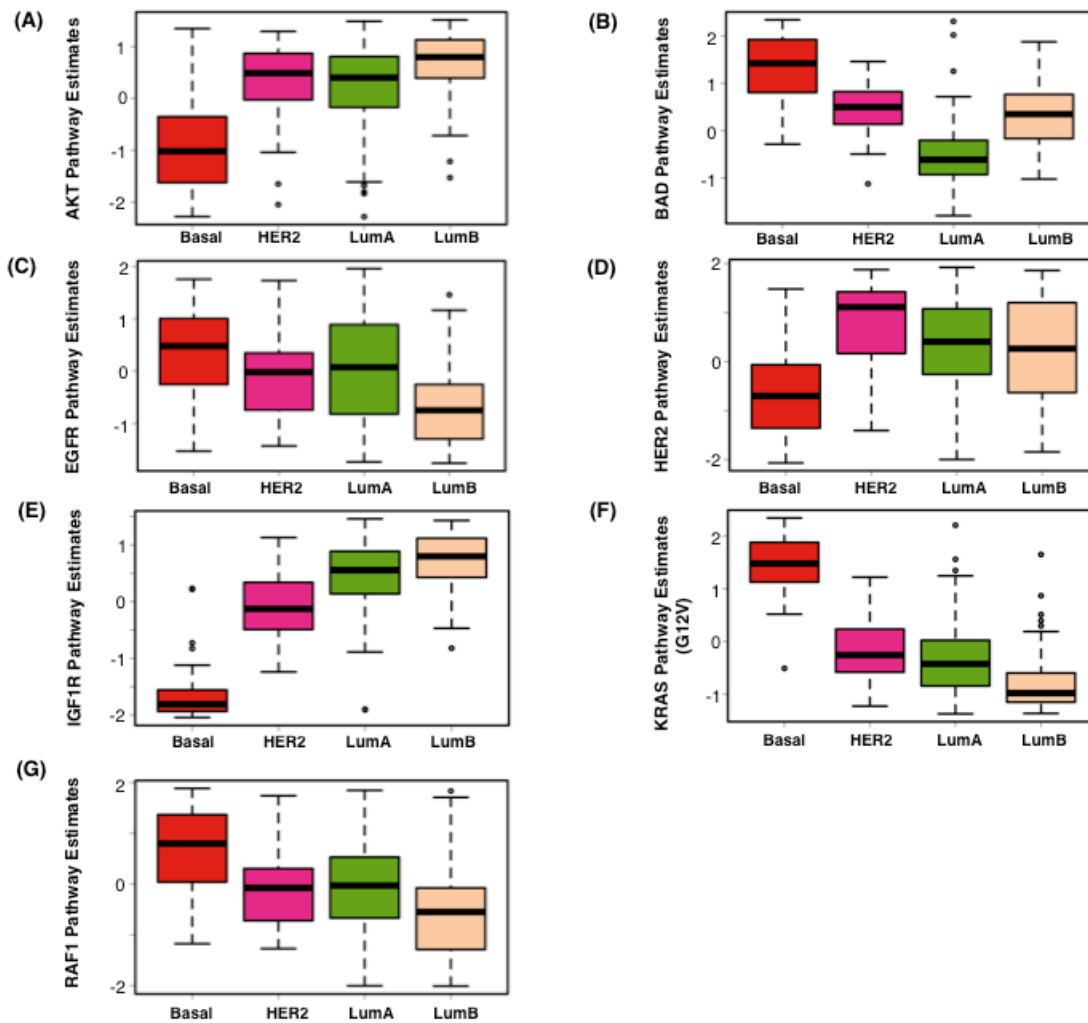 (A)
AKT Pathway Estimates
1
0
-1
-2
Basal HER2 LumA LumB
(B)
BAD Pathway Estimates
2
1
0
-1
Basal HER2 LumA LumB
(C)
EGFR Pathway Estimates
2
1
0
-1
Basal HER2 LumA LumB
(D)
HER2 Pathway Estimates
2
0
-2
Basal HER2 LumA LumB
(E)
IGF1R Pathway Estimates
1
0
-1
-2
Basal HER2 LumA LumB
(F)
KRAS Pathway Estimates
(G12V)
2
1
0
-1
Basal HER2 LumA LumB
(G)
RAF1 Pathway Estimates
2
0
-2
Basal HER2 LumA LumB